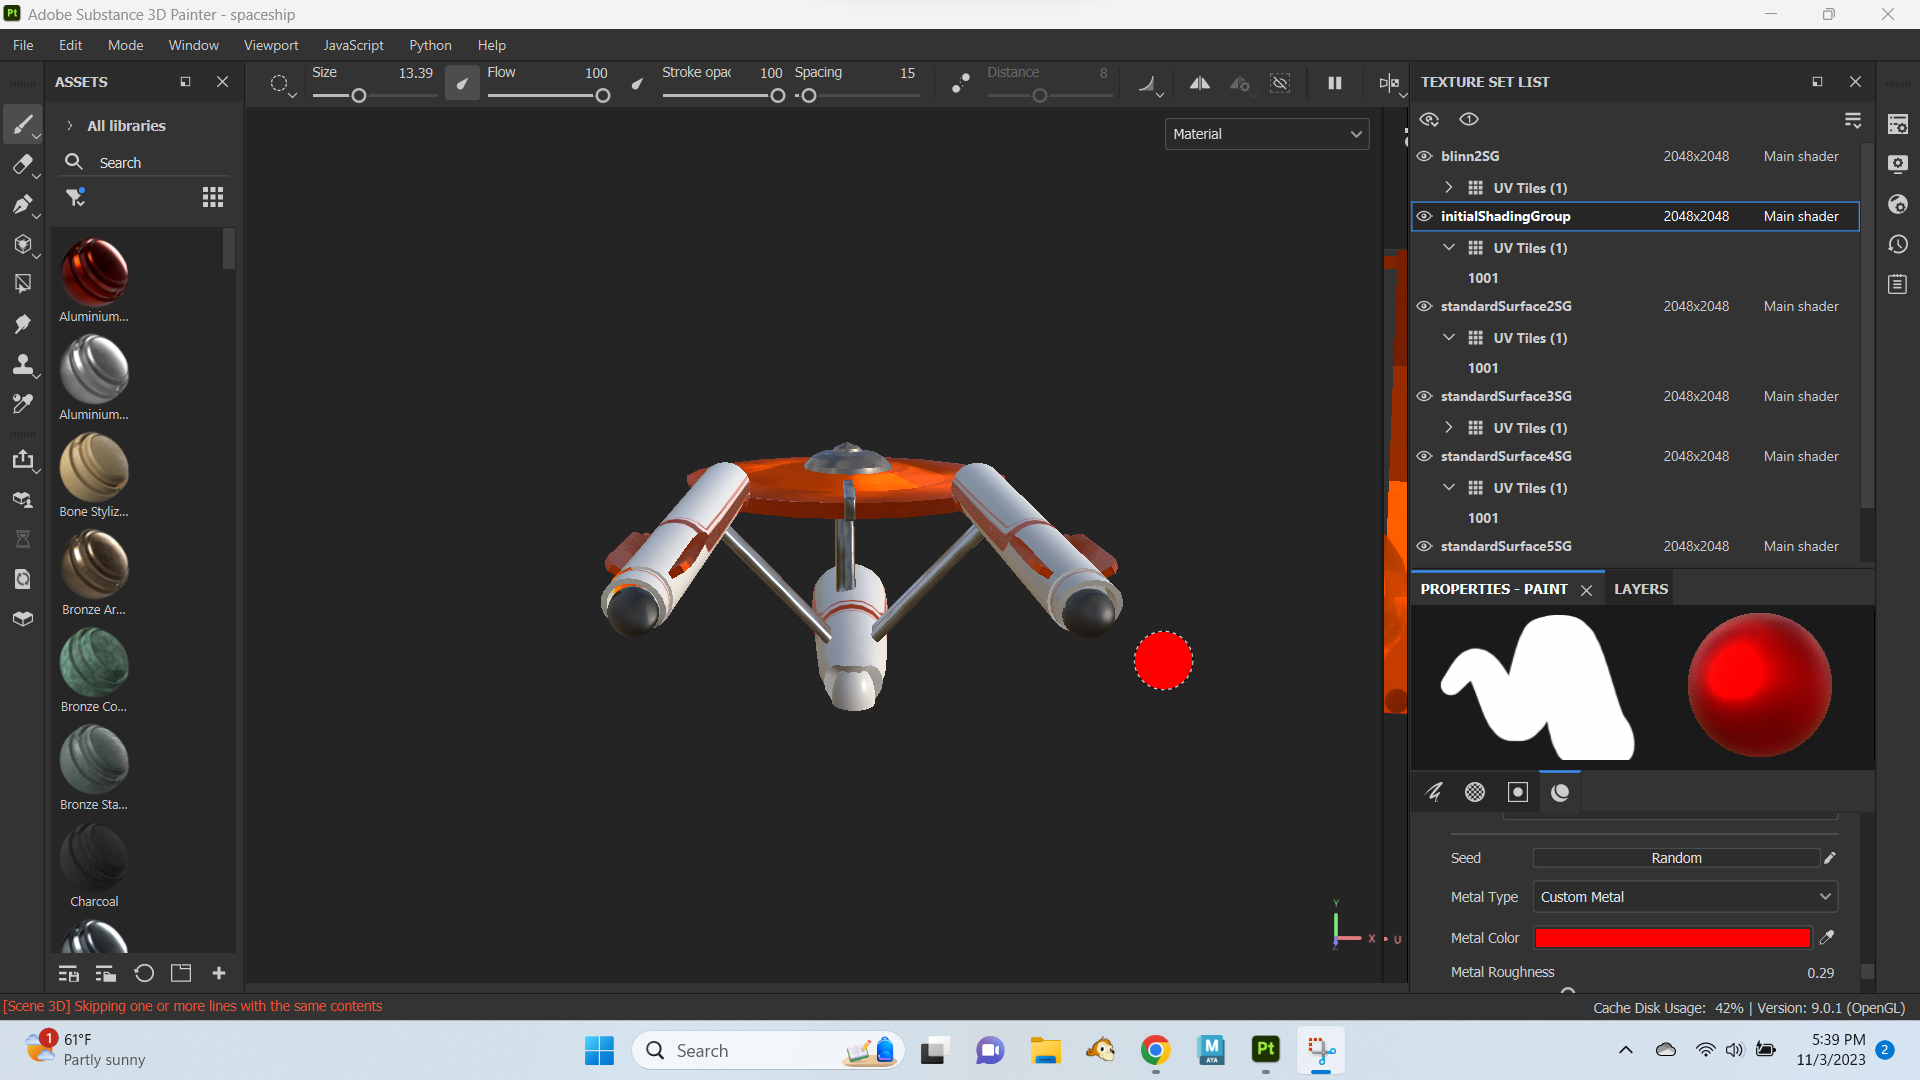 Pt Adobe Substance 3D Painter - spaceship
File Edit Mode Window Viewport JavaScript Python Help
ASSETS
Size 13.39 Flow 100 Stroke opac 100 Spacing 15 Distance 8
TEXTURE SET LIST
All libraries
Search
Material
Aluminium...
Aluminium...
Bone Styliz...
Bronze Ar...
Bronze Co...
Bronze Sta...
Charcoal
blinn2SG 2048x2048 Main shader
UV Tiles (1)
initialShadingGroup 2048x2048 Main shader
UV Tiles (1)
1001
standardSurface2SG 2048x2048 Main shader
UV Tiles (1)
1001
standardSurface3SG 2048x2048 Main shader
UV Tiles (1)
standardSurface4SG 2048x2048 Main shader
UV Tiles (1)
1001
standardSurface5SG 2048x2048 Main shader
PROPERTIES - PAINT LAYERS
Seed Random
Metal Type Custom Metal
Metal Color
Metal Roughness 0.29
Y
X
Z
U
[Scene 3D] Skipping one or more lines with the same contents
Cache Disk Usage: 42% | Version: 9.0.1 (OpenGL)
1
61°F
Partly sunny
Search
M
AYA
Pt
5:39 PM
11/3/2023
2